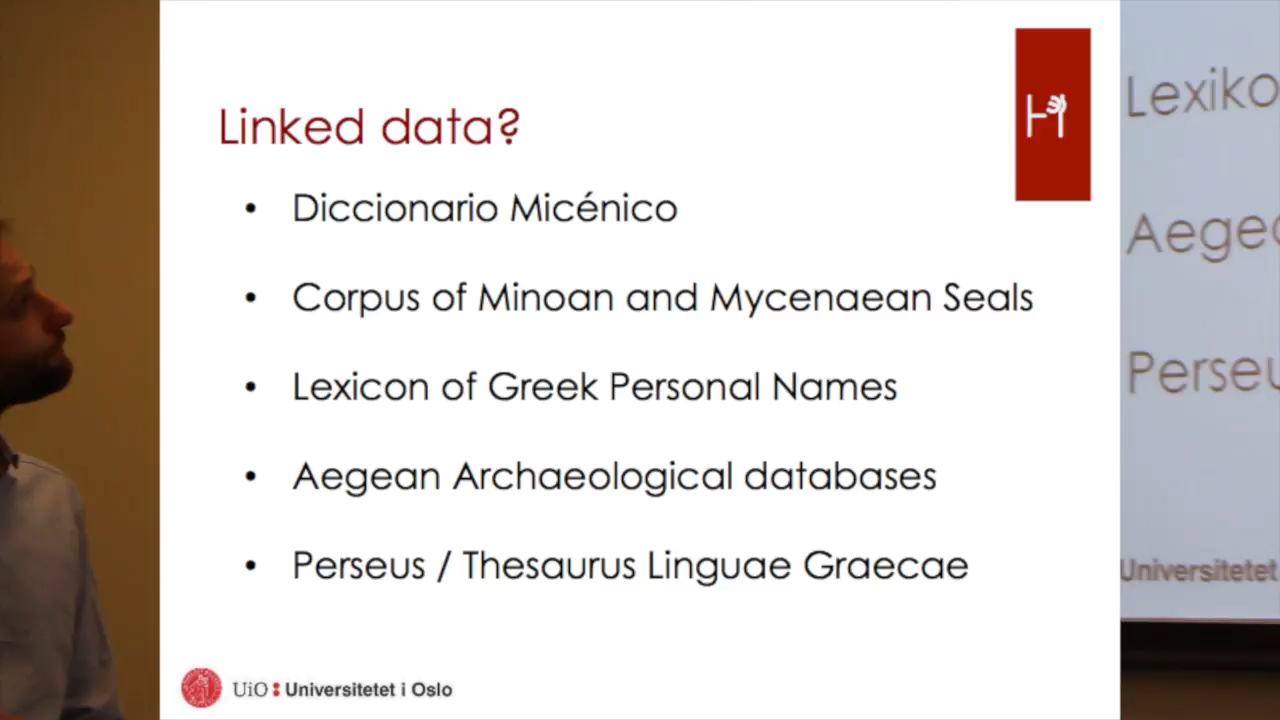 Linked data?
• Diccionario Micénico
• Corpus of Minoan and Mycenaean Seals
• Lexicon of Greek Personal Names
• Aegean Archaeological databases
• Perseus / Thesaurus Linguae Graecae
UiO : Universitetet i Oslo
Lexiko
Aegea
Perseu
Universitetet